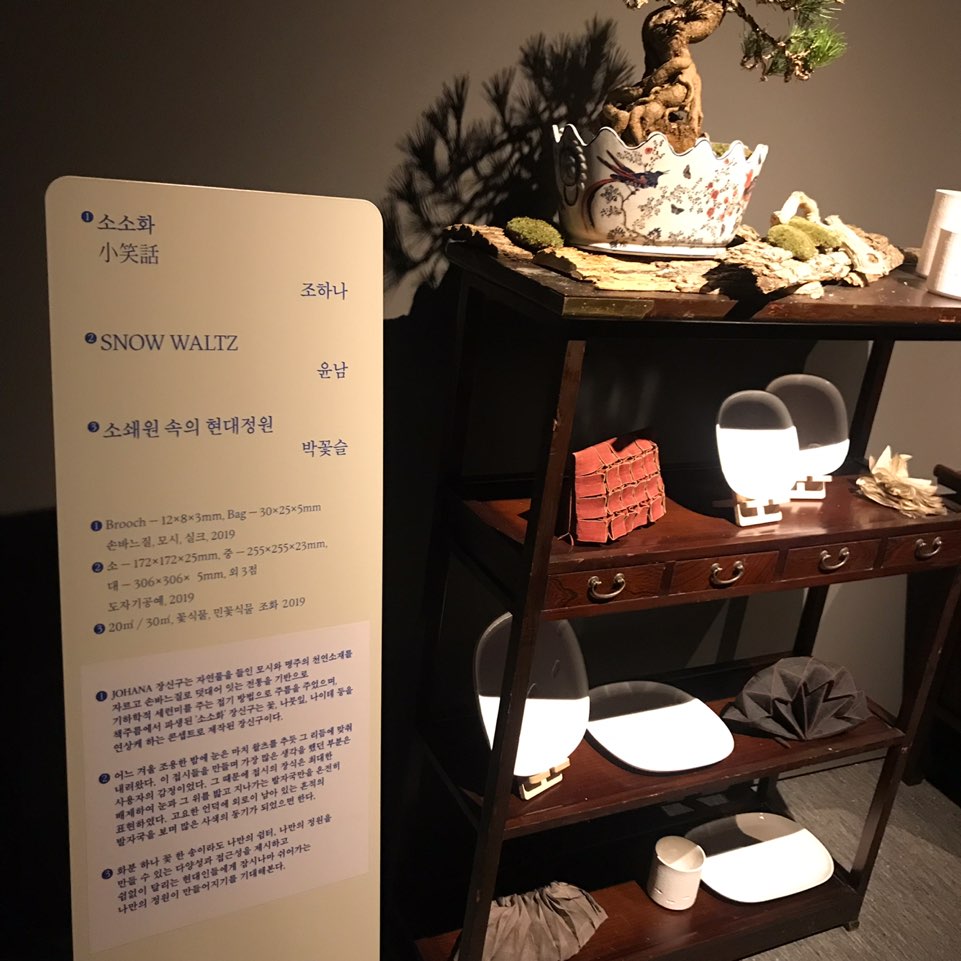 ① 소소화
小笑話
조하나
② SNOW WALTZ
윤남
③ 소쇄원 속의 현대정원
박꽃슬
① Brooch – 12×8×3mm, Bag – 30×25×5mm
손바느질, 모시, 실크, 2019
② 소 – 172×172×25mm, 중 – 255×255×23mm,
대 – 306×306× 5mm, 외 3점
도자기공예, 2019
③ 20㎡ / 30㎡, 꽃식물, 민꽃식물 조화 2019
① JOHANA 장신구는 자연물을 들인 모시와 명주의 천연소재를
자르고 손바느질로 덧대어 잇는 전통을 기반으로
기하학적 세련미를 주는 접기 방법으로 주름을 주었으며,
책주름에서 파생된 '소소화' 장신구는 꽃, 나뭇잎, 나이테 등을
연상케 하는 콘셉트로 제작된 장신구이다.
② 어느 겨울 조용한 밤에 눈은 마치 왈츠를 추듯 그 리듬에 맞춰
내려왔다. 이 접시들을 만들며 가장 많은 생각을 했던 부분은
사용자의 감정이었다. 그 때문에 접시의 장식은 최대한
배제하여 눈과 그 위를 밟고 지나가는 발자국만을 온전히
표현하였다. 고요한 언덕에 외로이 남아 있는 흔적의
발자국을 보며 많은 사색의 동기가 되었으면 한다.
③ 화분 하나 꽃 한 송이라도 나만의 쉼터, 나만의 정원을
만들 수 있는 다양성과 접근성을 제시하고
쉼없이 달리는 현대인들에게 잠시나마 쉬어가는
나만의 정원이 만들어지기를 기대해본다.